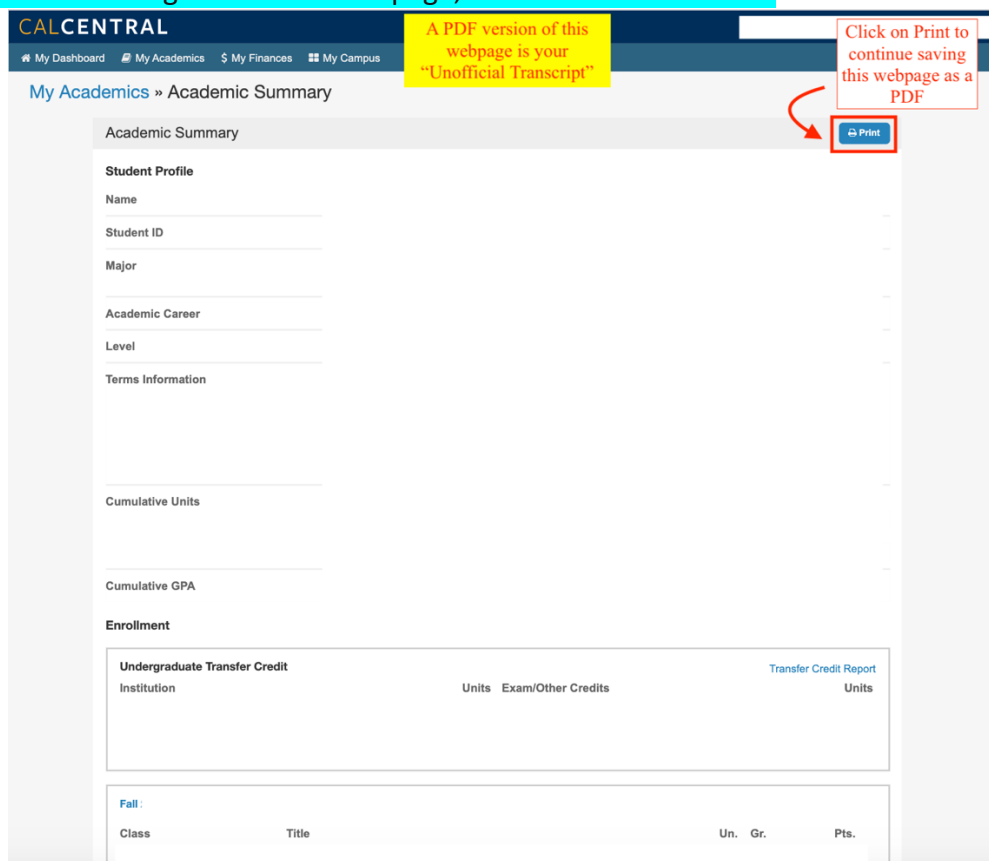 page,
CALCENTRAL
My Dashboard My Academics $ My Finances My Campus
A PDF version of this
webpage is your
“Unofficial Transcript”
Click on Print to
continue saving
this webpage as a
PDF
My Academics » Academic Summary
Academic Summary
Print
Student Profile
Name
Student ID
Major
Academic Career
Level
Terms Information
Cumulative Units
Cumulative GPA
Enrollment
Undergraduate Transfer Credit Transfer Credit Report
Institution Units Exam/Other Credits Units
Fall :
Class Title Un. Gr. Pts.